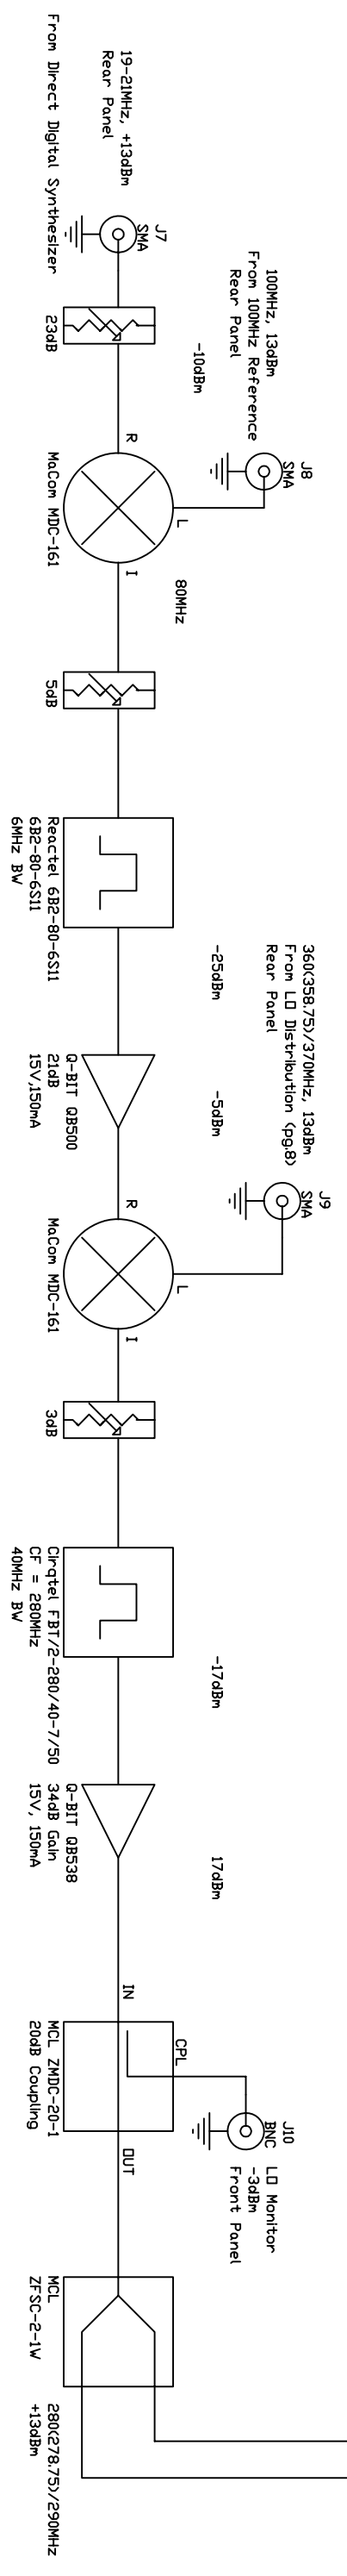 From Direct Digital Synthesizer
19-21MHz, +13dBm
Rear Panel
J7
SMA
23dB
-10dBm
100MHz, 13dBm
From 100MHz Reference
Rear Panel
J8
SMA
R
L
I
MaCom MDC-161
80MHz
5dB
Reactel 6B2-80-6S11
6B2-80-6S11
6MHz BW
-25dBm
Q-BIT QB500
21dB
15V,150mA
-5dBm
360(358.75)/370MHz, 13dBm
From LO Distribution (pg.8)
Rear Panel
J9
SMA
R
L
I
MaCom MDC-161
3dB
Cirqtel FBT/2-280/40-7/50
CF = 280MHz
40MHz BW
-17dBm
Q-BIT QB538
34dB Gain
15V, 150mA
17dBm
IN
CPL
OUT
MCL ZMDC-20-1
20dB Coupling
J10
BNC
LO Monitor
-3dBm
Front Panel
MCL
ZFSC-2-1W
280(278.75)/290MHz
+13dBm